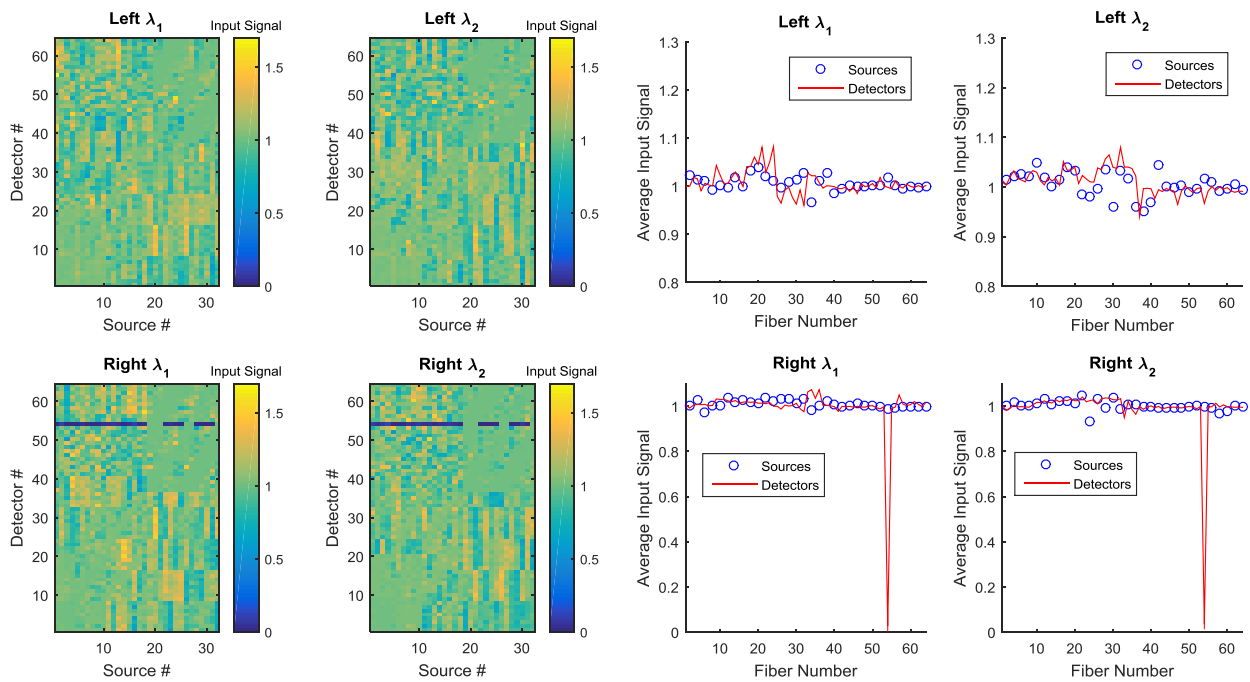 Left λ1
Input Signal
Detector #
60
50
40
30
20
10
10 20 30
Source #
1.5
1
0.5
0
Left λ2
Input Signal
Detector #
60
50
40
30
20
10
10 20 30
Source #
1.5
1
0.5
0
Left λ1
Average Input Signal
1.3
1.2
1.1
1
0.9
0.8
Sources
Detectors
10 20 30 40 50 60
Fiber Number
Left λ2
Average Input Signal
1.3
1.2
1.1
1
0.9
0.8
Sources
Detectors
10 20 30 40 50 60
Fiber Number
Right λ1
Input Signal
Detector #
60
50
40
30
20
10
10 20 30
Source #
1.5
1
0.5
0
Right λ2
Input Signal
Detector #
60
50
40
30
20
10
10 20 30
Source #
1.5
1
0.5
0
Right λ1
Average Input Signal
1
0.8
0.6
0.4
0.2
0
Sources
Detectors
10 20 30 40 50 60
Fiber Number
Right λ2
Average Input Signal
1
0.8
0.6
0.4
0.2
0
Sources
Detectors
10 20 30 40 50 60
Fiber Number